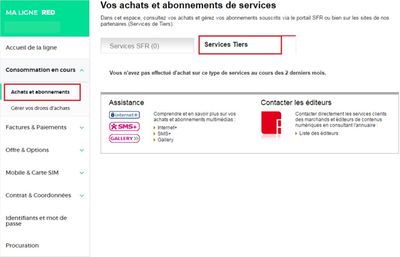 MA LIGNE RED
Accueil de la ligne
Consommation en cours
Achats et abonnements
Gérer vos droits d'achats
Factures & Paiements
Offre & Options
Mobile & Carte SIM
Contrat & Coordonnées
Identifiants et mot de
passe
Procuration
Vos achats et abonnements de services
Dans cet espace, consultez vos achats et gérez vos abonnements souscrits via le portail SFR ou bien sur les sites de nos
partenaires (Services de Tiers).
Services SFR (0)
Services Tiers
Vous n'avez pas effectué d'achat sur ce type de services au cours des 2 derniers mois.
Assistance
internet+
SMS+
GALLERY
Comprendre et en savoir plus sur vos
achats et abonnements multimédias :
Internet+
SMS+
Gallery
Contacter les éditeurs
Contacter directement les services clients
des marchands et éditeurs de contenus
numériques en consultant l'annuaire :
Liste des éditeurs